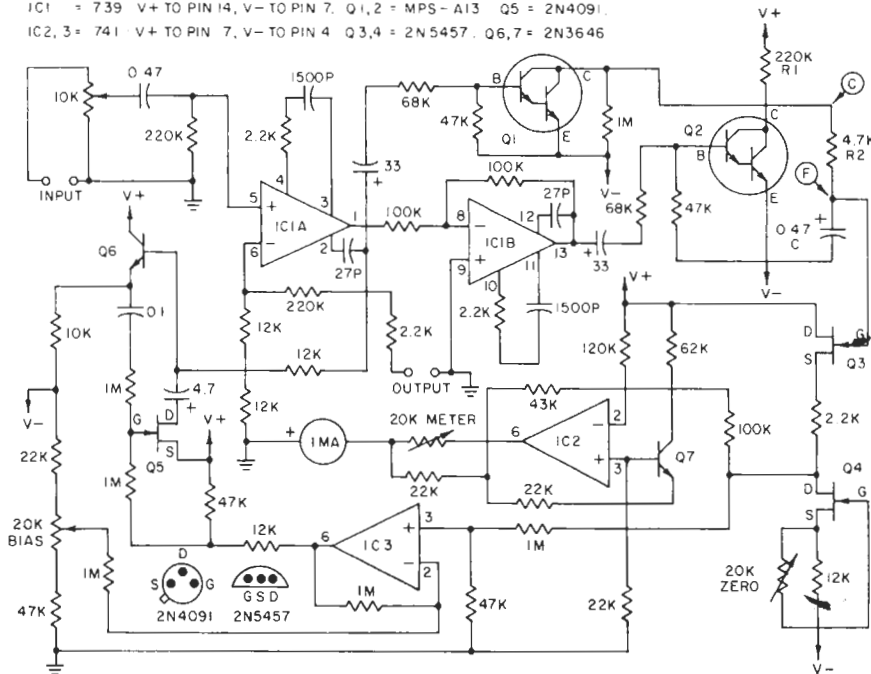 IC1 = 739 V+ TO PIN 14, V- TO PIN 7. Q1,2 = MPS-A13 Q5 = 2N4091.
IC2, 3 = 741 V+ TO PIN 7, V- TO PIN 4 Q3,4 = 2N5457. Q6,7 = 2N3646
V+
220K
R1
0.47
10K
220K
INPUT
1500P
2.2K
4
3
5
+
IC1A
1
-
6
2
27P
33
+
68K
47K
B
C
E
Q1
1M
V-
C
C
Q2
B
E
4.7K
R2
F
68K
47K
+
0.47
C
V-
100K
100K
27P
8
-
12
IC1B
13
+
9
11
10
2.2K
1500P
+
33
V+
Q6
01
10K
1M
V-
4.7
+
G
D
S
Q5
V+
12K
220K
12K
12K
2.2K
OUTPUT
V+
120K
62K
D
G
S
Q3
2.2K
43K
100K
20K METER
+
1MA
6
IC2
-
2
+
3
Q7
22K
22K
22K
20K
BIAS
47K
1M
1M
47K
12K
6
IC3
+
3
-
2
1M
1M
47K
22K
D
G
S
Q4
20K
ZERO
12K
V-
D
S
G
2N4091
G S D
2N5457